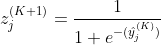 z_j^{(K+1)} = \frac{1}{1 + e^{-(\hat{y}_j^{(K)})}}